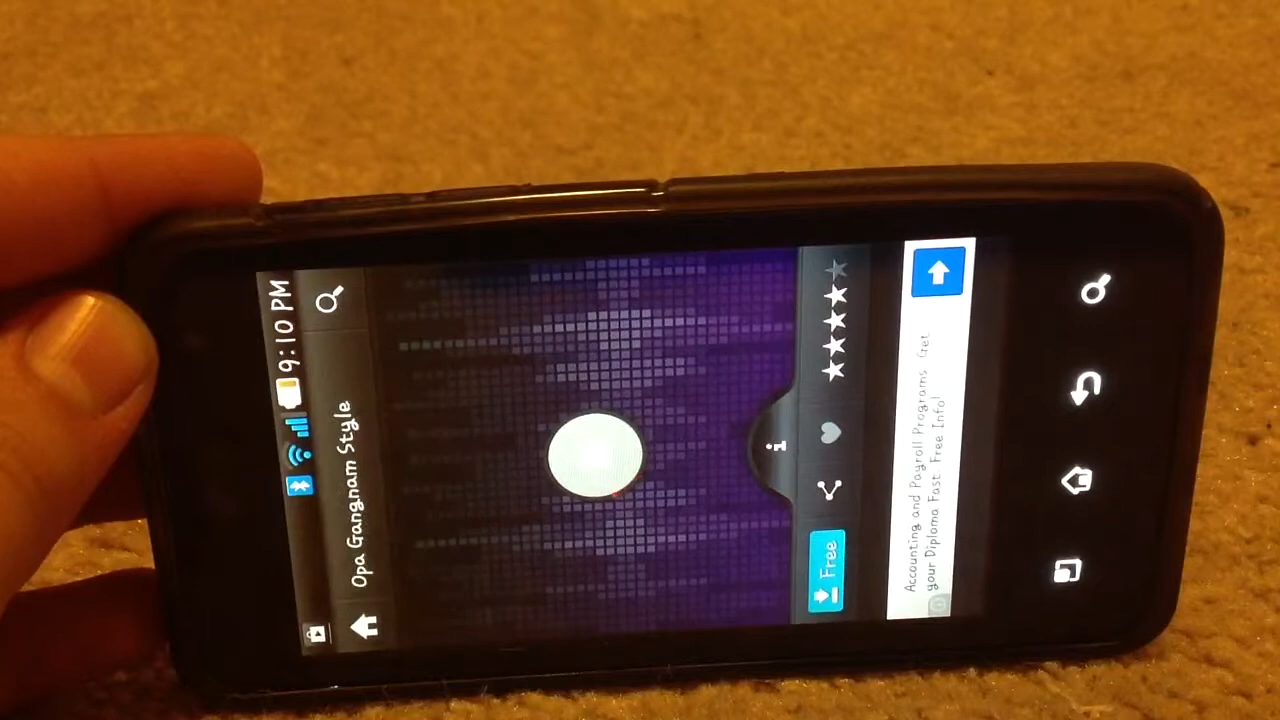 9:10 PM
Opa Gangnam Style
i
Free
Accounting and Payroll Programs. Get
your Diploma Fast. Free Info!